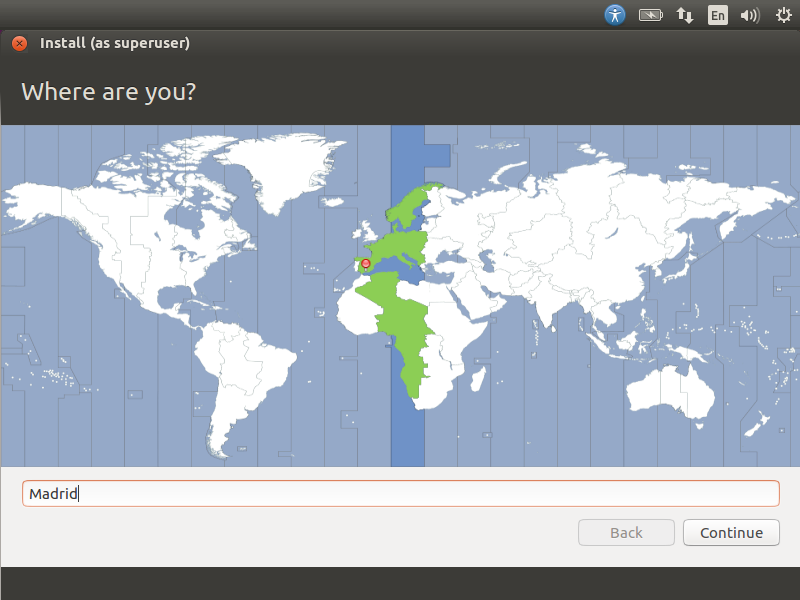 En
Install (as superuser)
Where are you?
Madrid
Back
Continue